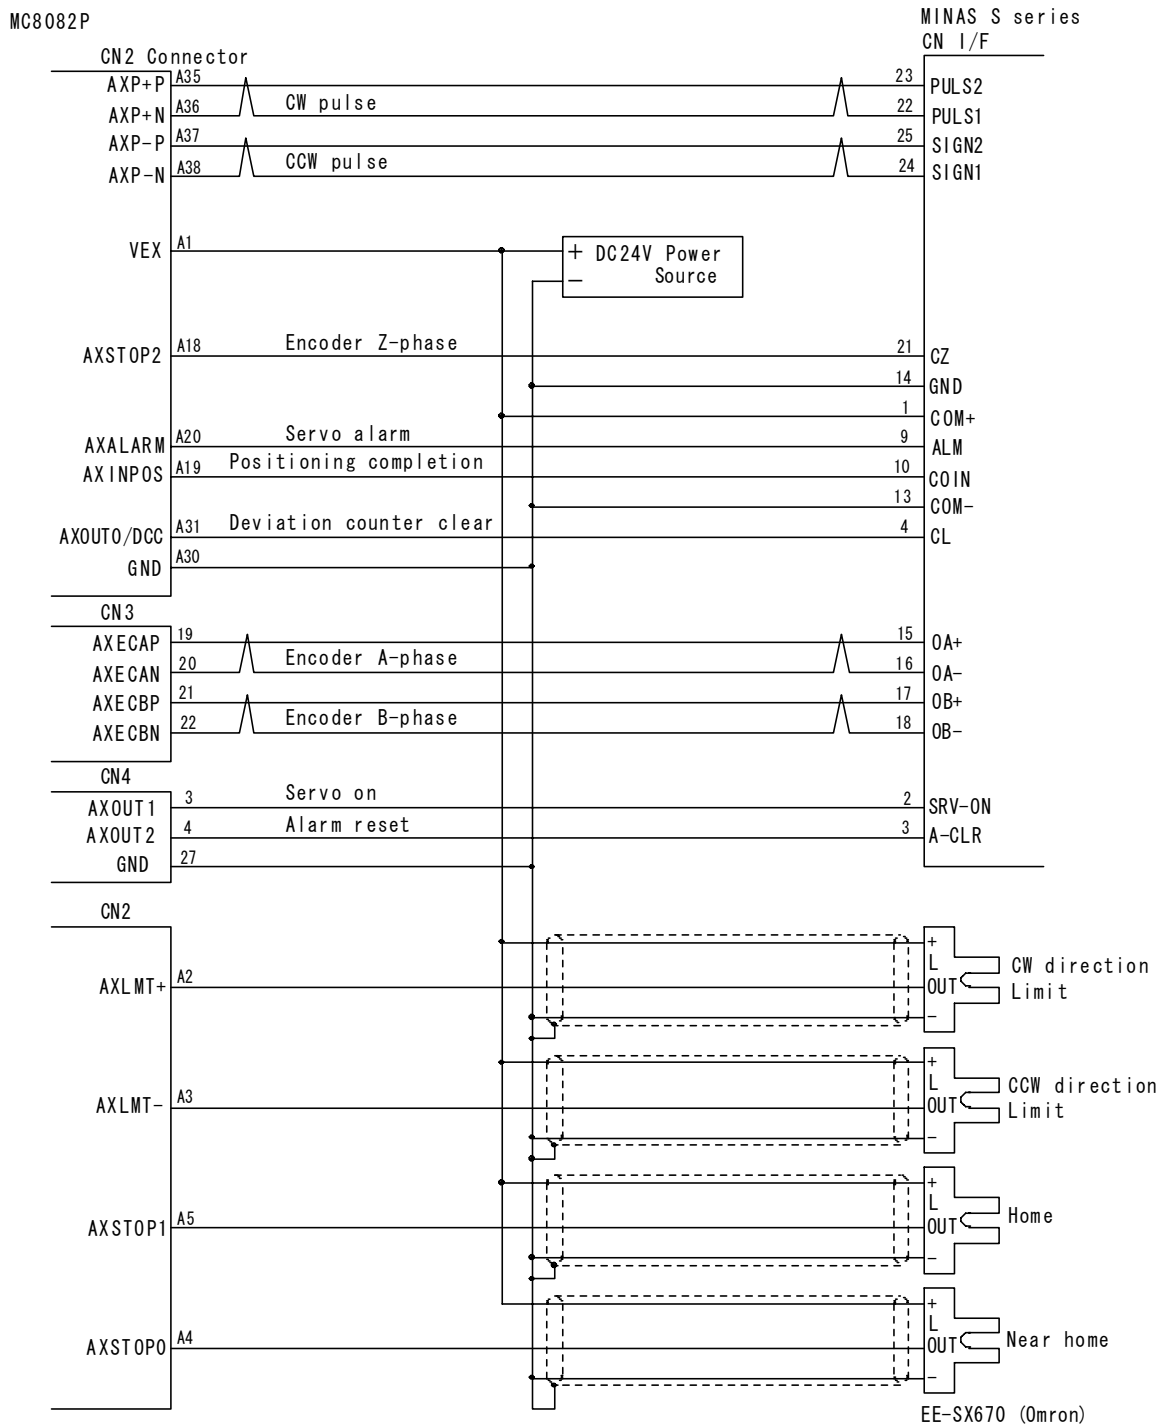 MC8082P
MINAS S series
CN2 Connector
CN I/F
AXP+P A35 23 PULS2
AXP+N A36 CW pulse 22 PULS1
AXP-P A37 25 SIGN2
AXP-N A38 CCW pulse 24 SIGN1
VEX A1 + DC24V Power
- Source
AXSTOP2 A18 Encoder Z-phase 21 CZ
14 GND
1 COM+
AXALARM A20 Servo alarm 9 ALM
AXINPOS A19 Positioning completion 10 COIN
13 COM-
AXOUT0/DCC A31 Deviation counter clear 4 CL
GND A30
CN3
AXECAP 19 15 OA+
AXECAN 20 Encoder A-phase 16 OA-
AXECBP 21 17 OB+
AXECBN 22 Encoder B-phase 18 OB-
CN4
AXOUT1 3 Servo on 2 SRV-ON
AXOUT2 4 Alarm reset 3 A-CLR
GND 27
CN2
+
L CW direction
AXLMT+ A2 OUT Limit
-
+
L CCW direction
AXLMT- A3 OUT Limit
-
+
L Home
AXSTOP1 A5 OUT
-
+
L
AXSTOP0 A4 OUT Near home
-
EE-SX670 (Omron)